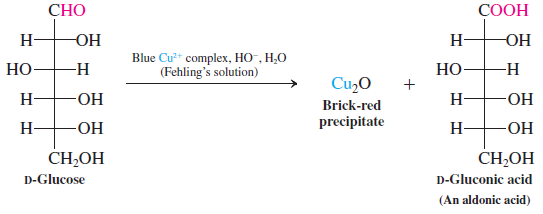 CHO
H OH
HO H
H OH
H OH
CH₂OH
D-Glucose
Blue Cu²⁺ complex, HO⁻, H₂O
(Fehling's solution)
Cu₂O
Brick-red
precipitate
+
COOH
H OH
HO H
H OH
H OH
CH₂OH
D-Gluconic acid
(An aldonic acid)